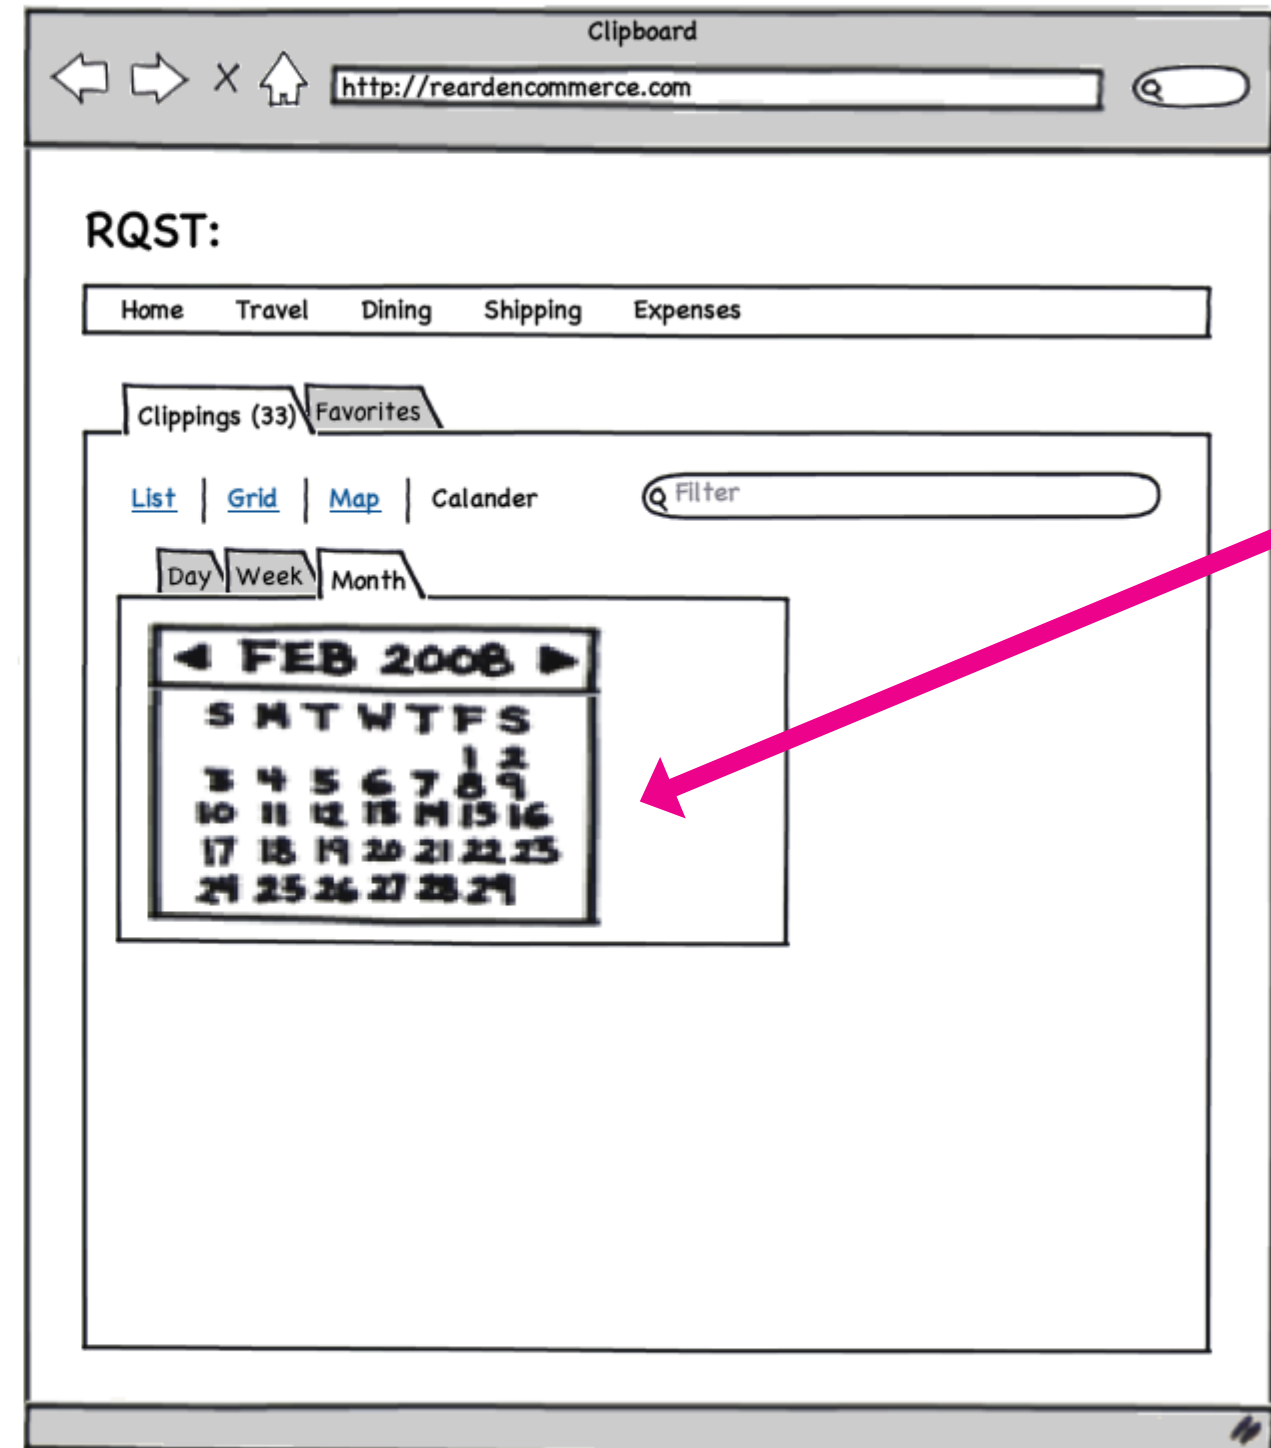 Clipboard
http://reardencommerce.com
RQST:
Home Travel Dining Shipping Expenses
Clippings (33) Favorites
List Grid Map Calander Filter
Day Week Month
FEB 2008
S M T W T F S
1 2
3 4 5 6 7 8 9
10 11 12 13 14 15 16
17 18 19 20 21 22 23
24 25 26 27 28 29